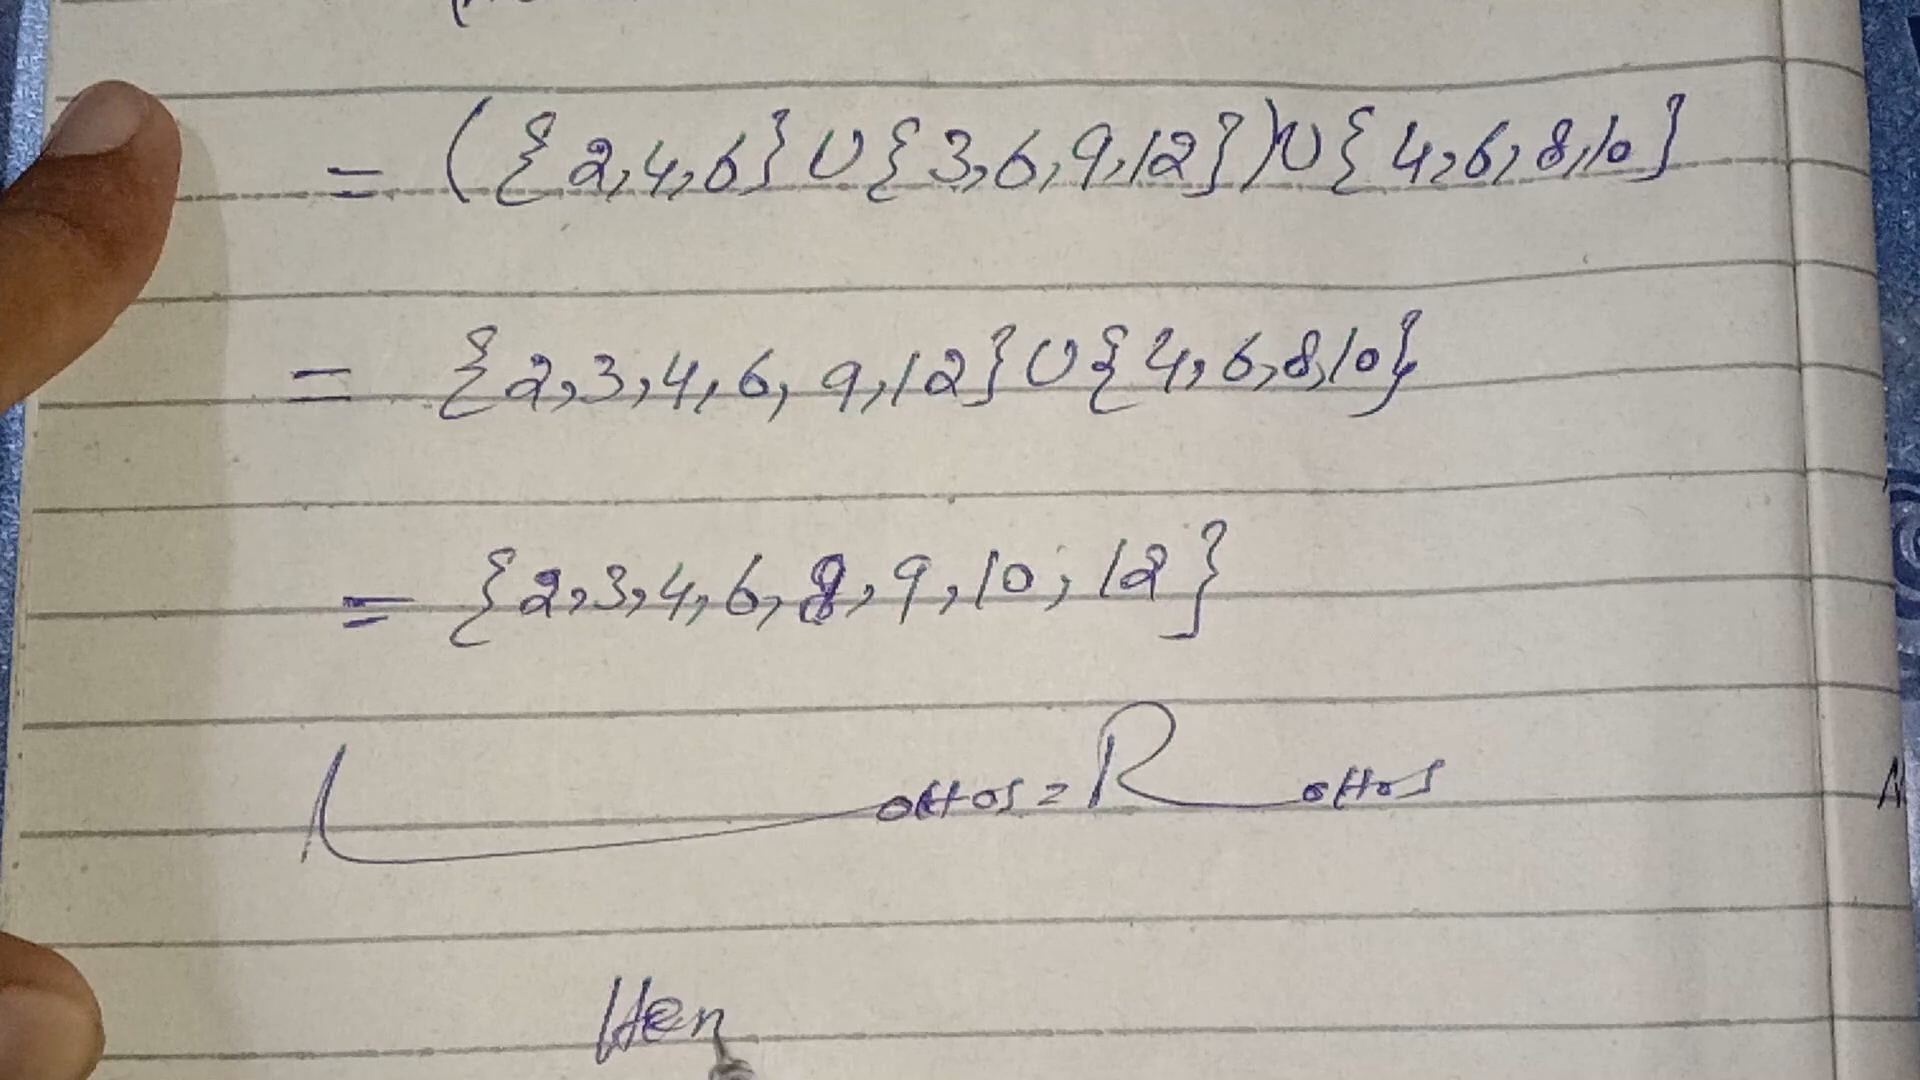 = ({2,4,6} ∪ {3,6,9,12}) ∪ {4,6,8,10}
= {2,3,4,6,9,12} ∪ {4,6,8,10}
= {2,3,4,6,8,9,10,12}
Hen